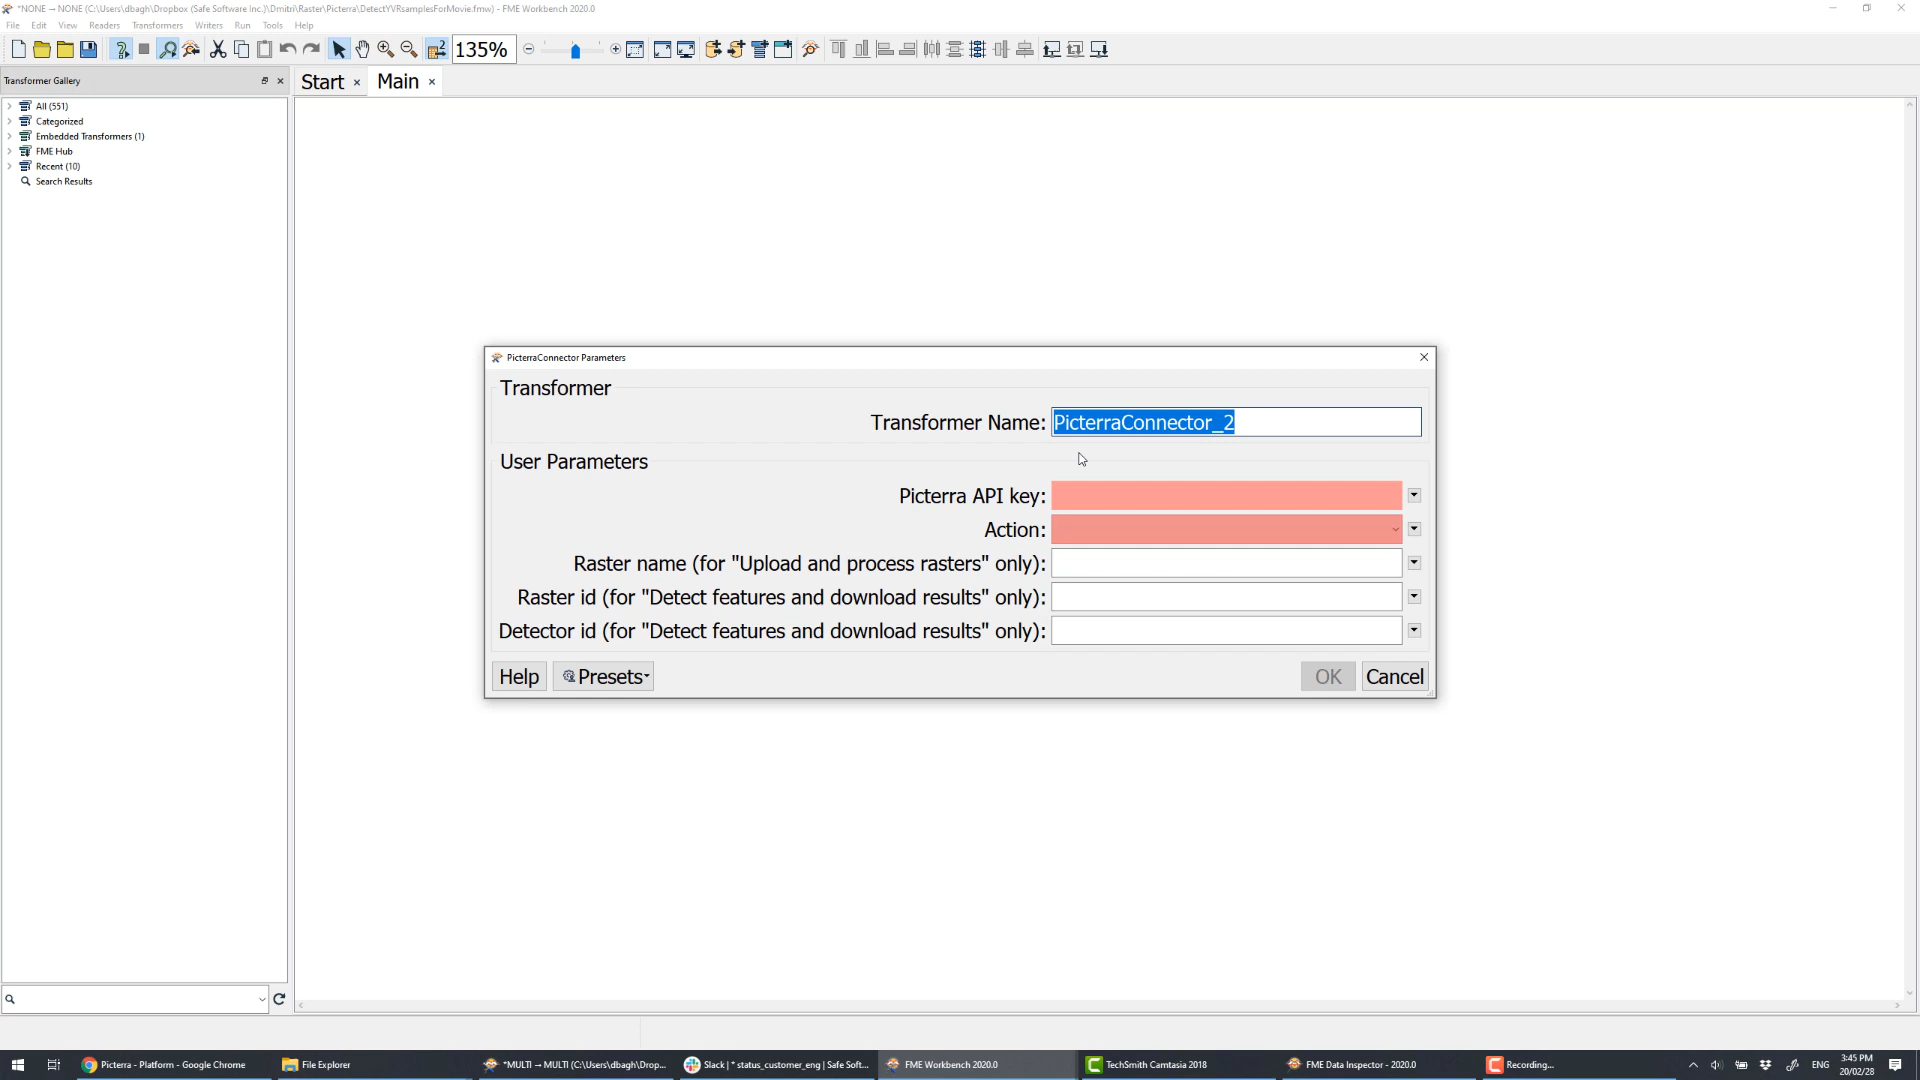 *NONE → NONE (C:\Users\dbagh\Dropbox (Safe Software Inc.)\Dmitri\Raster\Picterra\DetectYVRsamplesForMovie.fmw) - FME Workbench 2020.0
File Edit View Readers Transformers Writers Run Tools Help
135%
Transformer Gallery
Start
Main
All (551)
Categorized
Embedded Transformers (1)
FME Hub
Recent (10)
Search Results
PicterraConnector Parameters
Transformer
Transformer Name: PicterraConnector_2
User Parameters
Picterra API key:
Action:
Raster name (for "Upload and process rasters" only):
Raster id (for "Detect features and download results" only):
Detector id (for "Detect features and download results" only):
Help Presets OK Cancel
Picterra - Platform - Google Chrome
File Explorer
*MULTI → MULTI (C:\Users\dbagh\Drop...
Slack | * status_customer_eng | Safe Soft...
FME Workbench 2020.0
TechSmith Camtasia 2018
FME Data Inspector - 2020.0
Recording...
ENG
3:45 PM
20/02/28